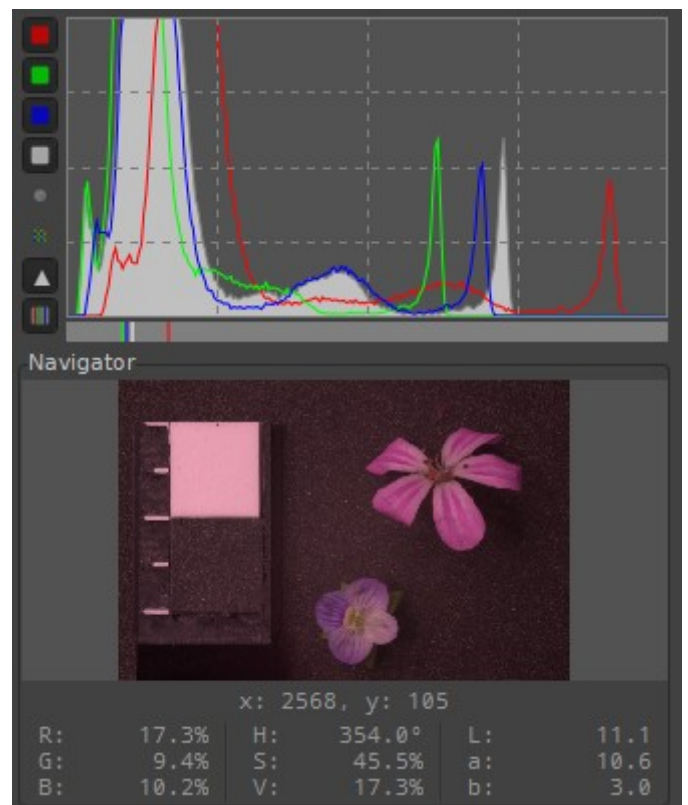 Navigator
x: 2568, y: 105
R: 17.3% H: 354.0° L: 11.1
G: 9.4% S: 45.5% a: 10.6
B: 10.2% V: 17.3% b: 3.0